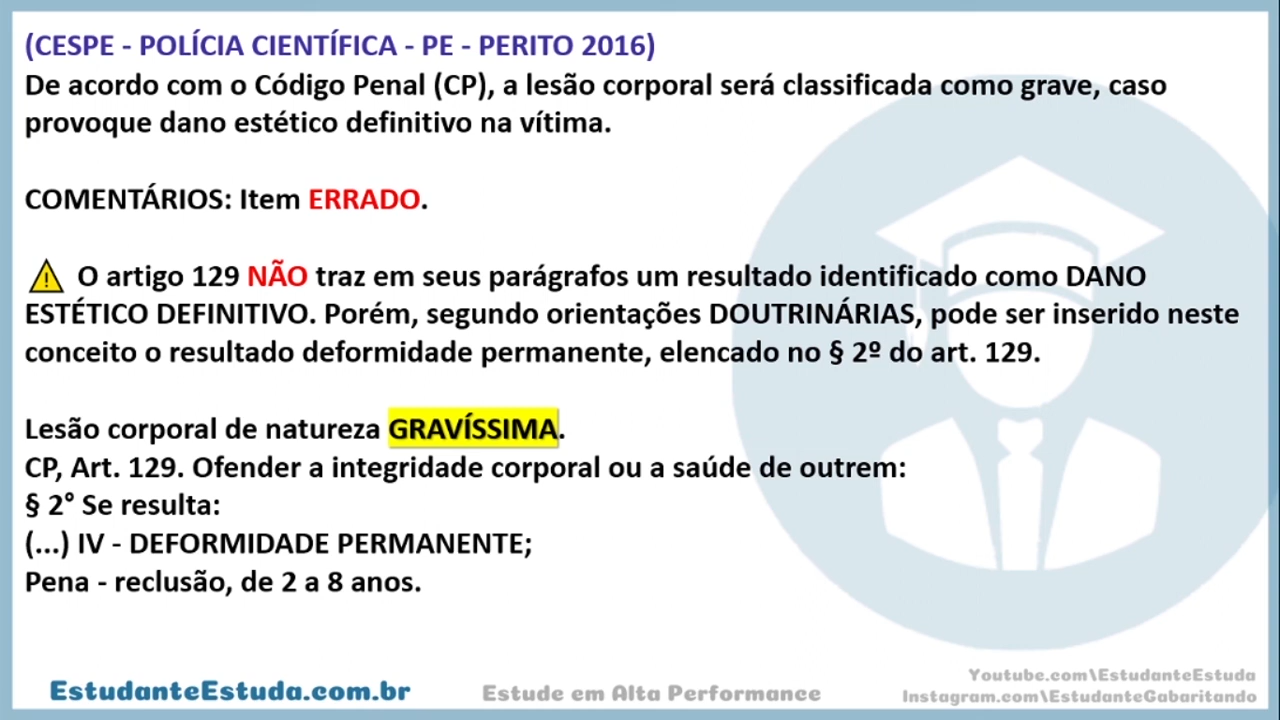 (CESPE - POLÍCIA CIENTÍFICA - PE - PERITO 2016)
De acordo com o Código Penal (CP), a lesão corporal será classificada como grave, caso
provoque dano estético definitivo na vítima.
COMENTÁRIOS: Item ERRADO.
⚠ O artigo 129 NÃO traz em seus parágrafos um resultado identificado como DANO
ESTÉTICO DEFINITIVO. Porém, segundo orientações DOUTRINÁRIAS, pode ser inserido neste
conceito o resultado deformidade permanente, elencado no § 2º do art. 129.
Lesão corporal de natureza GRAVÍSSIMA.
CP, Art. 129. Ofender a integridade corporal ou a saúde de outrem:
§ 2° Se resulta:
(...) IV - DEFORMIDADE PERMANENTE;
Pena - reclusão, de 2 a 8 anos.
EstudanteEstuda.com.br
Estude em Alta Performance
Youtube.com\EstudanteEstuda
Instagram.com\EstudanteGabaritando